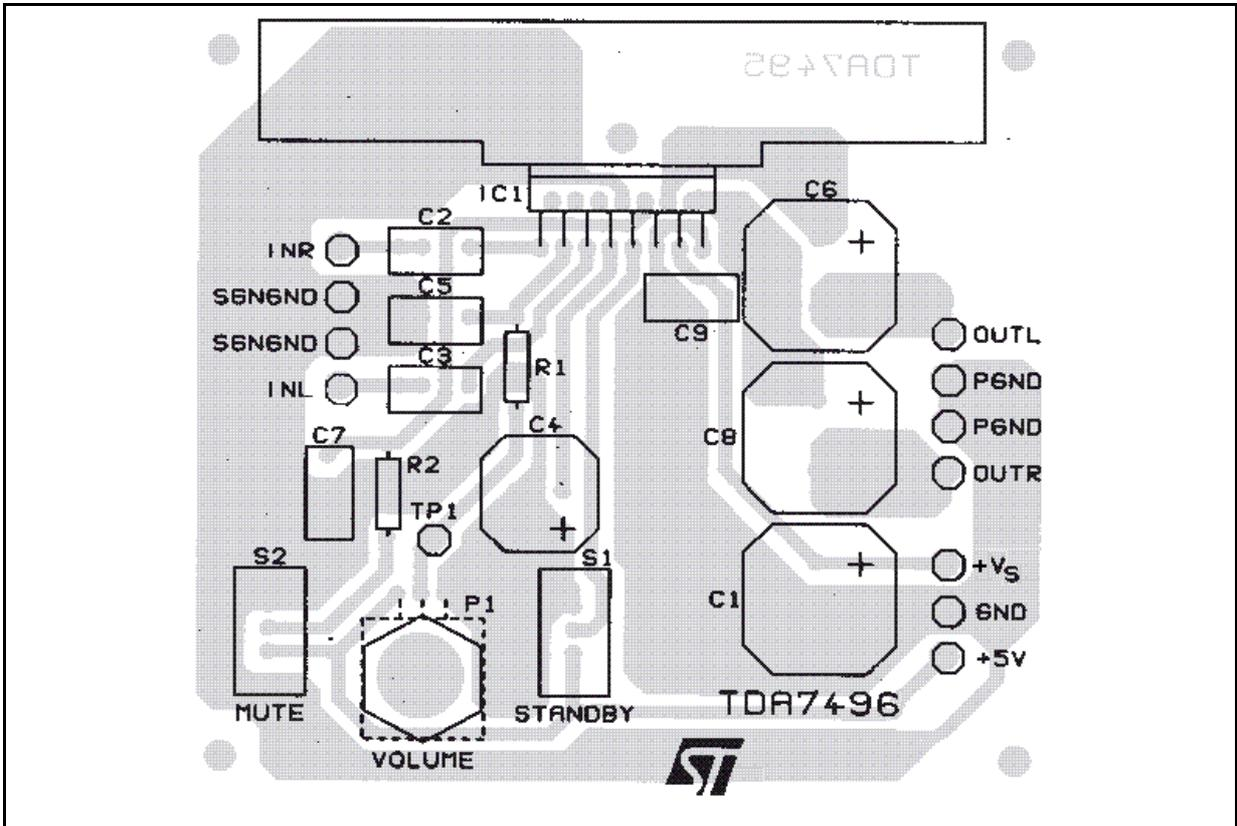 TDA7495
IC1
C6
C2
INR
C5
SGNGND
SGNGND
C9
C3
R1
OUTL
INL
PGND
C4
C7
C8
PGND
R2
OUTR
TP1
S2
S1
+VS
P1
C1
GND
+5V
MUTE
STANDBY
TDA7496
VOLUME
ST